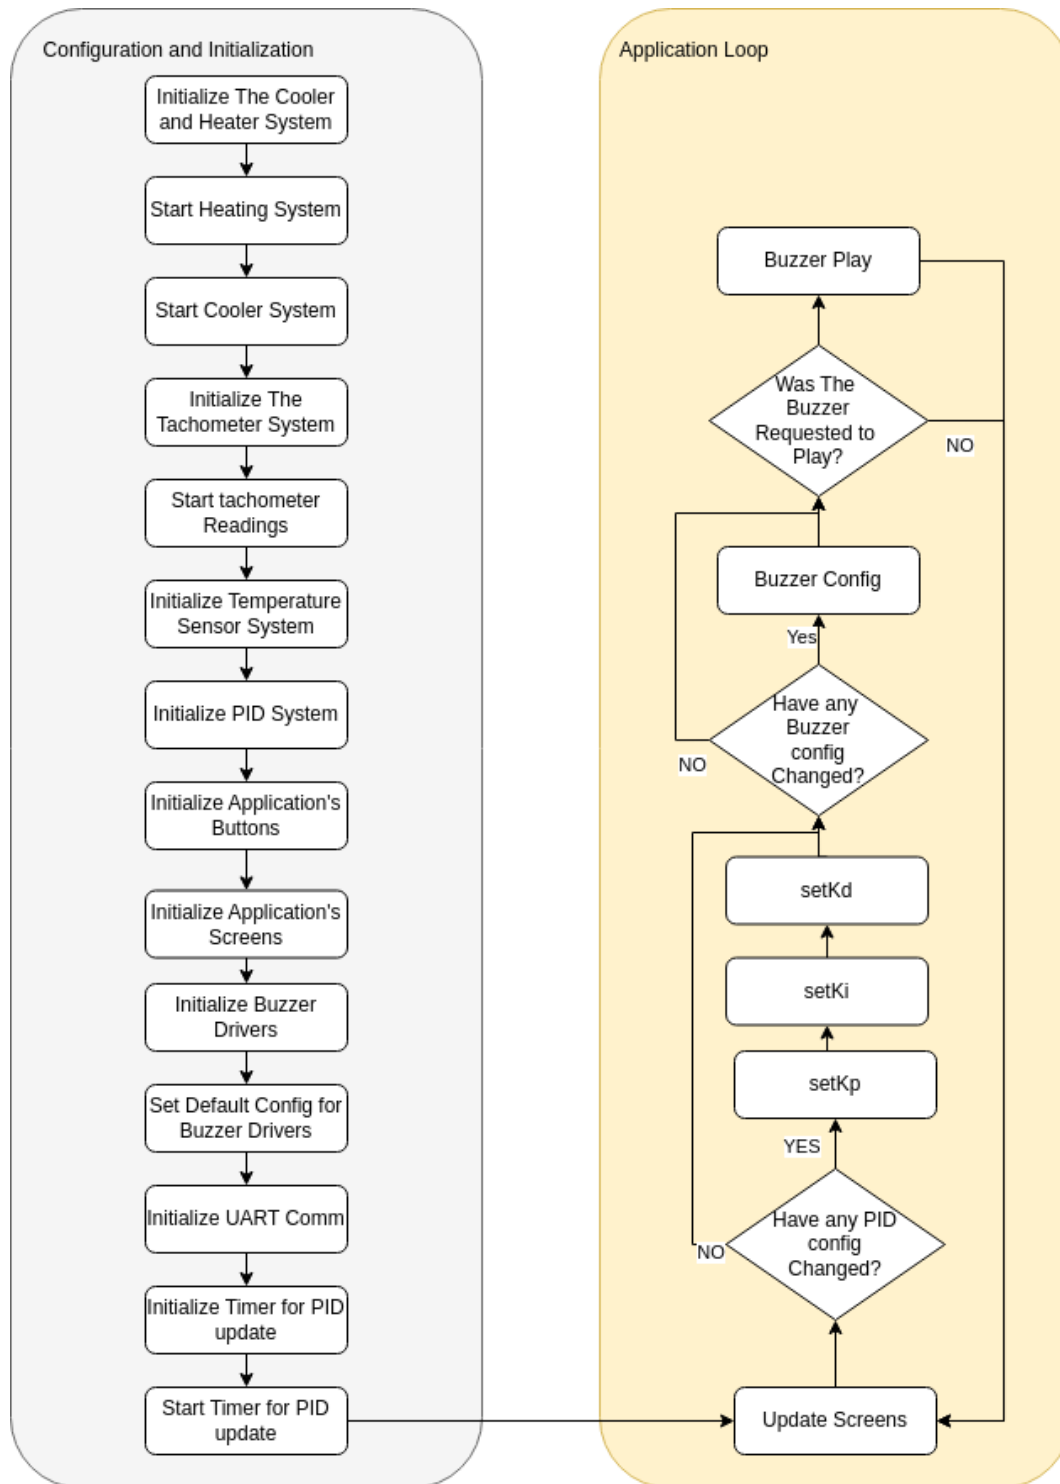 Configuration and Initialization
Initialize The Cooler
and Heater System
Start Heating System
Start Cooler System
Initialize The
Tachometer System
Start tachometer
Readings
Initialize Temperature
Sensor System
Initialize PID System
Initialize Application's
Buttons
Initialize Application's
Screens
Initialize Buzzer
Drivers
Set Default Config for
Buzzer Drivers
Initialize UART Comm
Initialize Timer for PID
update
Start Timer for PID
update
Application Loop
Buzzer Play
Was The
Buzzer
Requested to
Play?
NO
Buzzer Config
Yes
Have any
Buzzer
config
Changed?
NO
setKd
setKi
setKp
YES
Have any PID
config
Changed?
NO
Update Screens